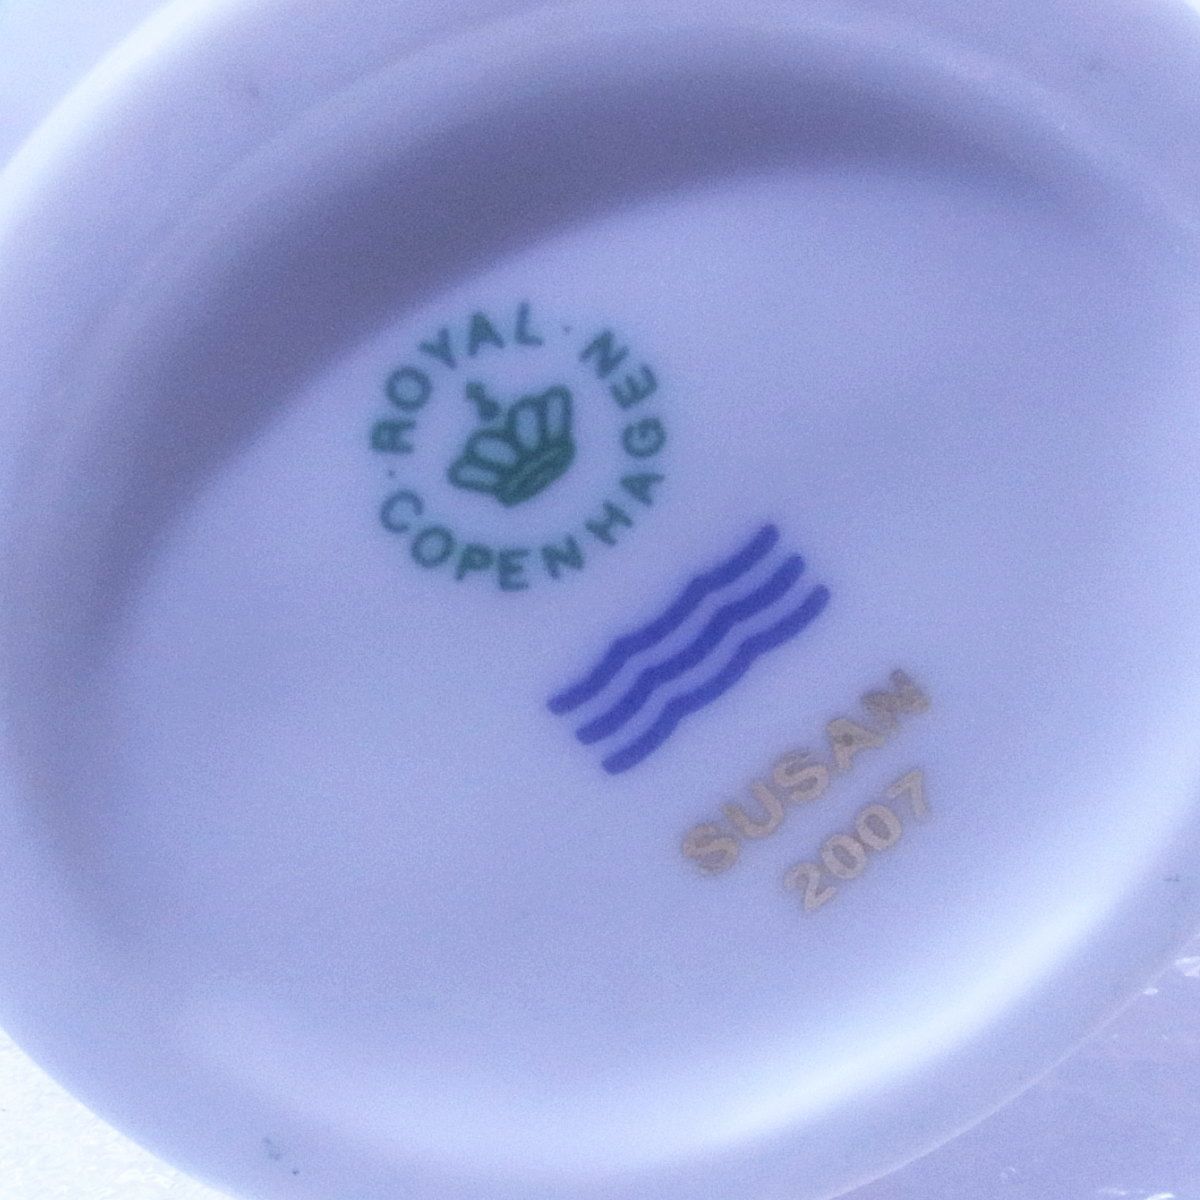 ROYAL · COPENHAGEN ·
SUSAN
2007